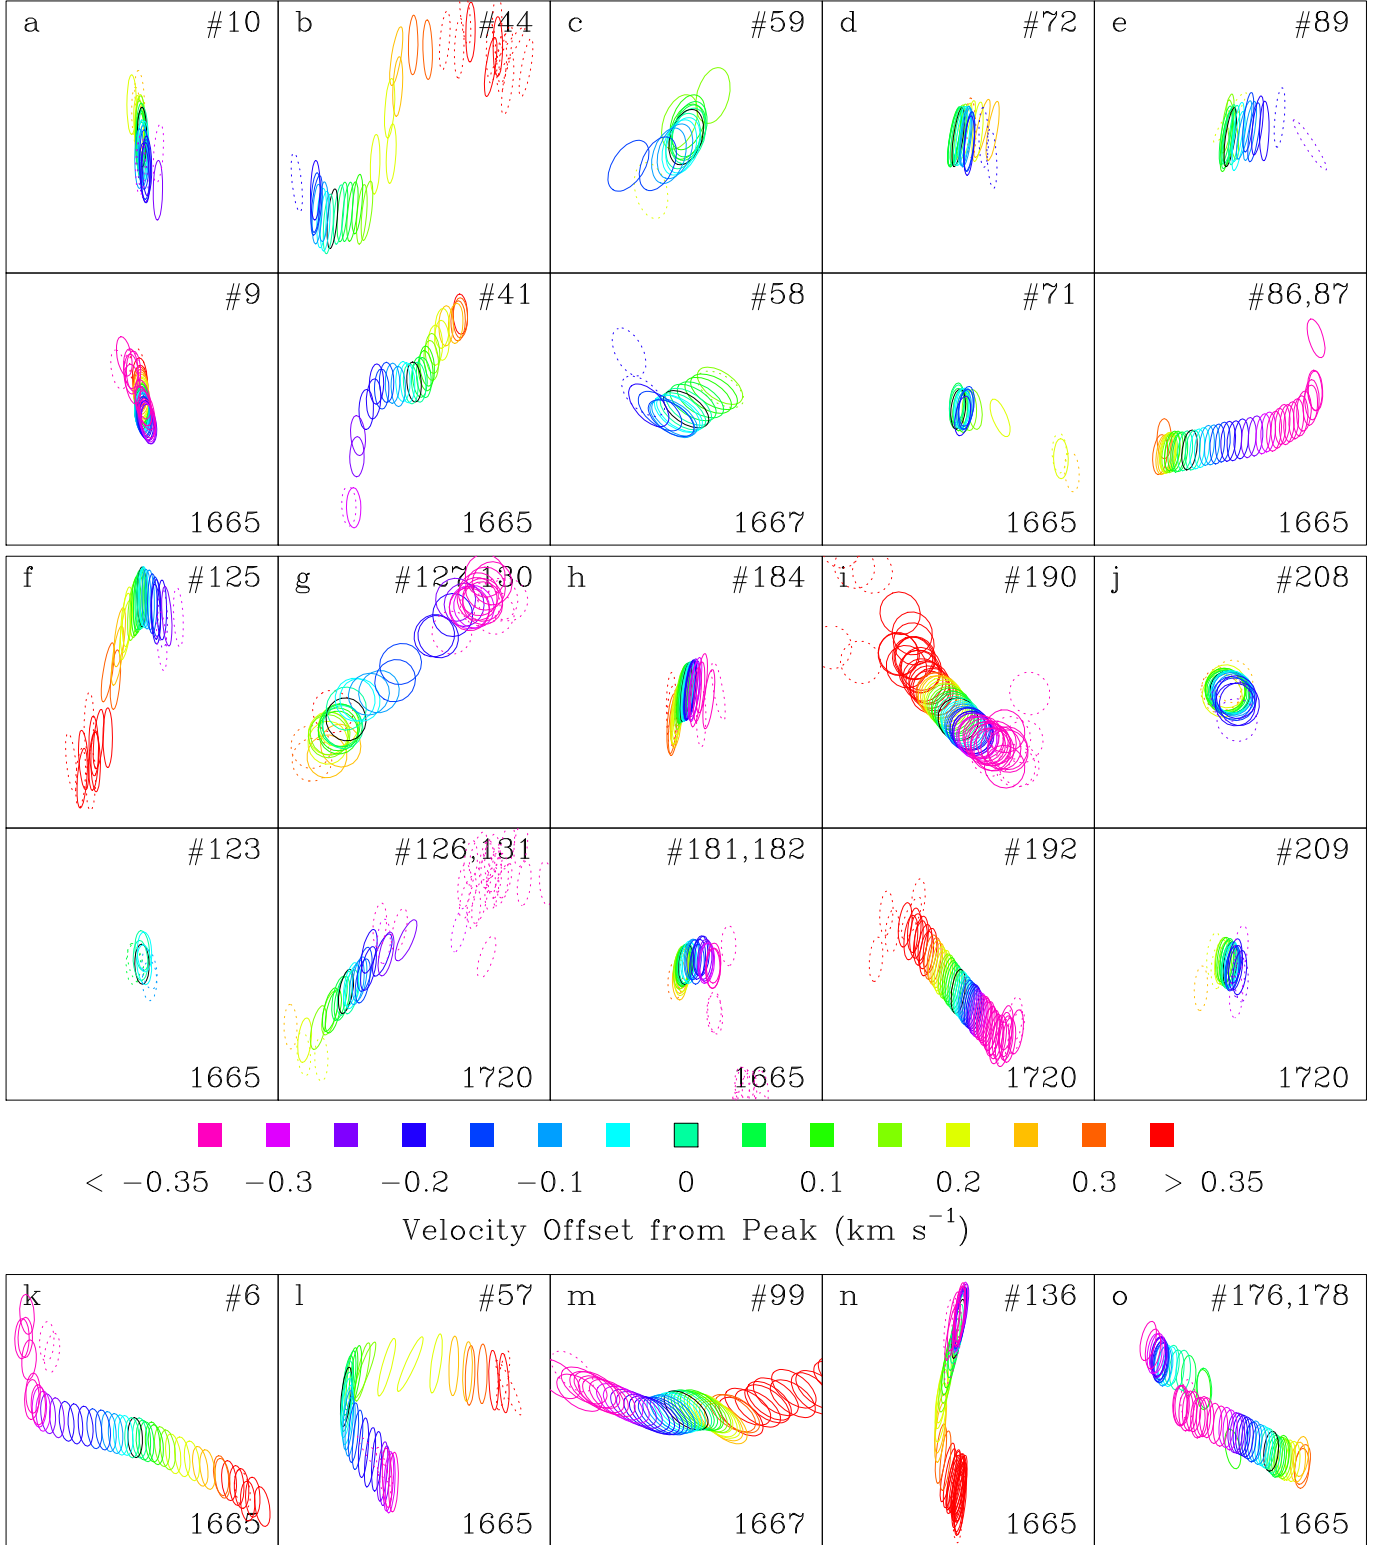 a #10 b #44 c #59 d #72 e #89
#9 #41 #58 #71 #86,87
1665 1665 1667 1665 1665
f #125 g #127,130 h #184 i #190 j #208
#123 #126,131 #181,182 #192 #209
1665 1720 1665 1720 1720
< −0.35 −0.3 −0.2 −0.1 0 0.1 0.2 0.3 > 0.35
Velocity Offset from Peak (km s⁻¹)
k #6 l #57 m #99 n #136 o #176,178
1665 1665 1667 1665 1665